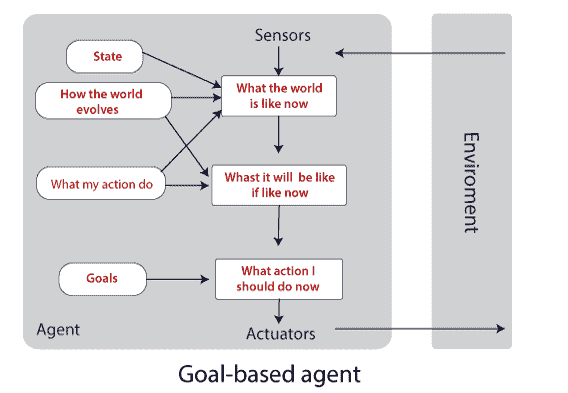 Sensors
State
How the world
evolves
What the world
is like now
What my action do
Whast it will  be like
if like now
Goals
What action I
should do now
Agent
Actuators
Enviroment
Goal-based agent